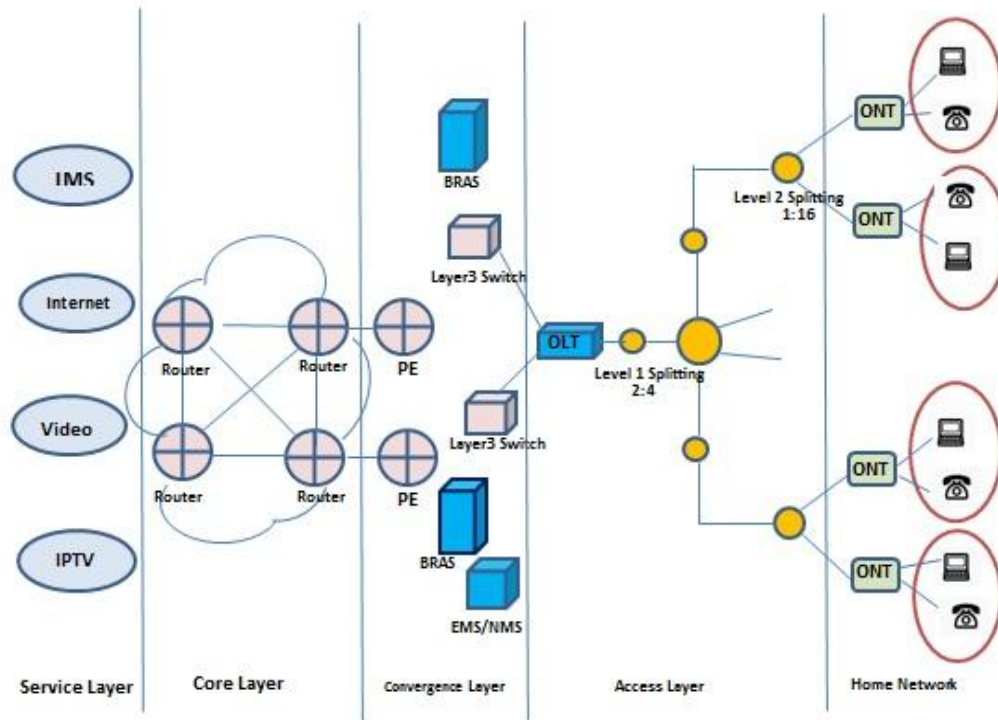 IMS
Internet
Video
IPTV
Service Layer
Router
Router
Router
Router
Core Layer
BRAS
Layer3 Switch
PE
PE
Layer3 Switch
BRAS
EMS/NMS
Convergence Layer
OLT
Level 1 Splitting
2:4
Level 2 Splitting
1:16
Access Layer
ONT
ONT
ONT
ONT
Home Network